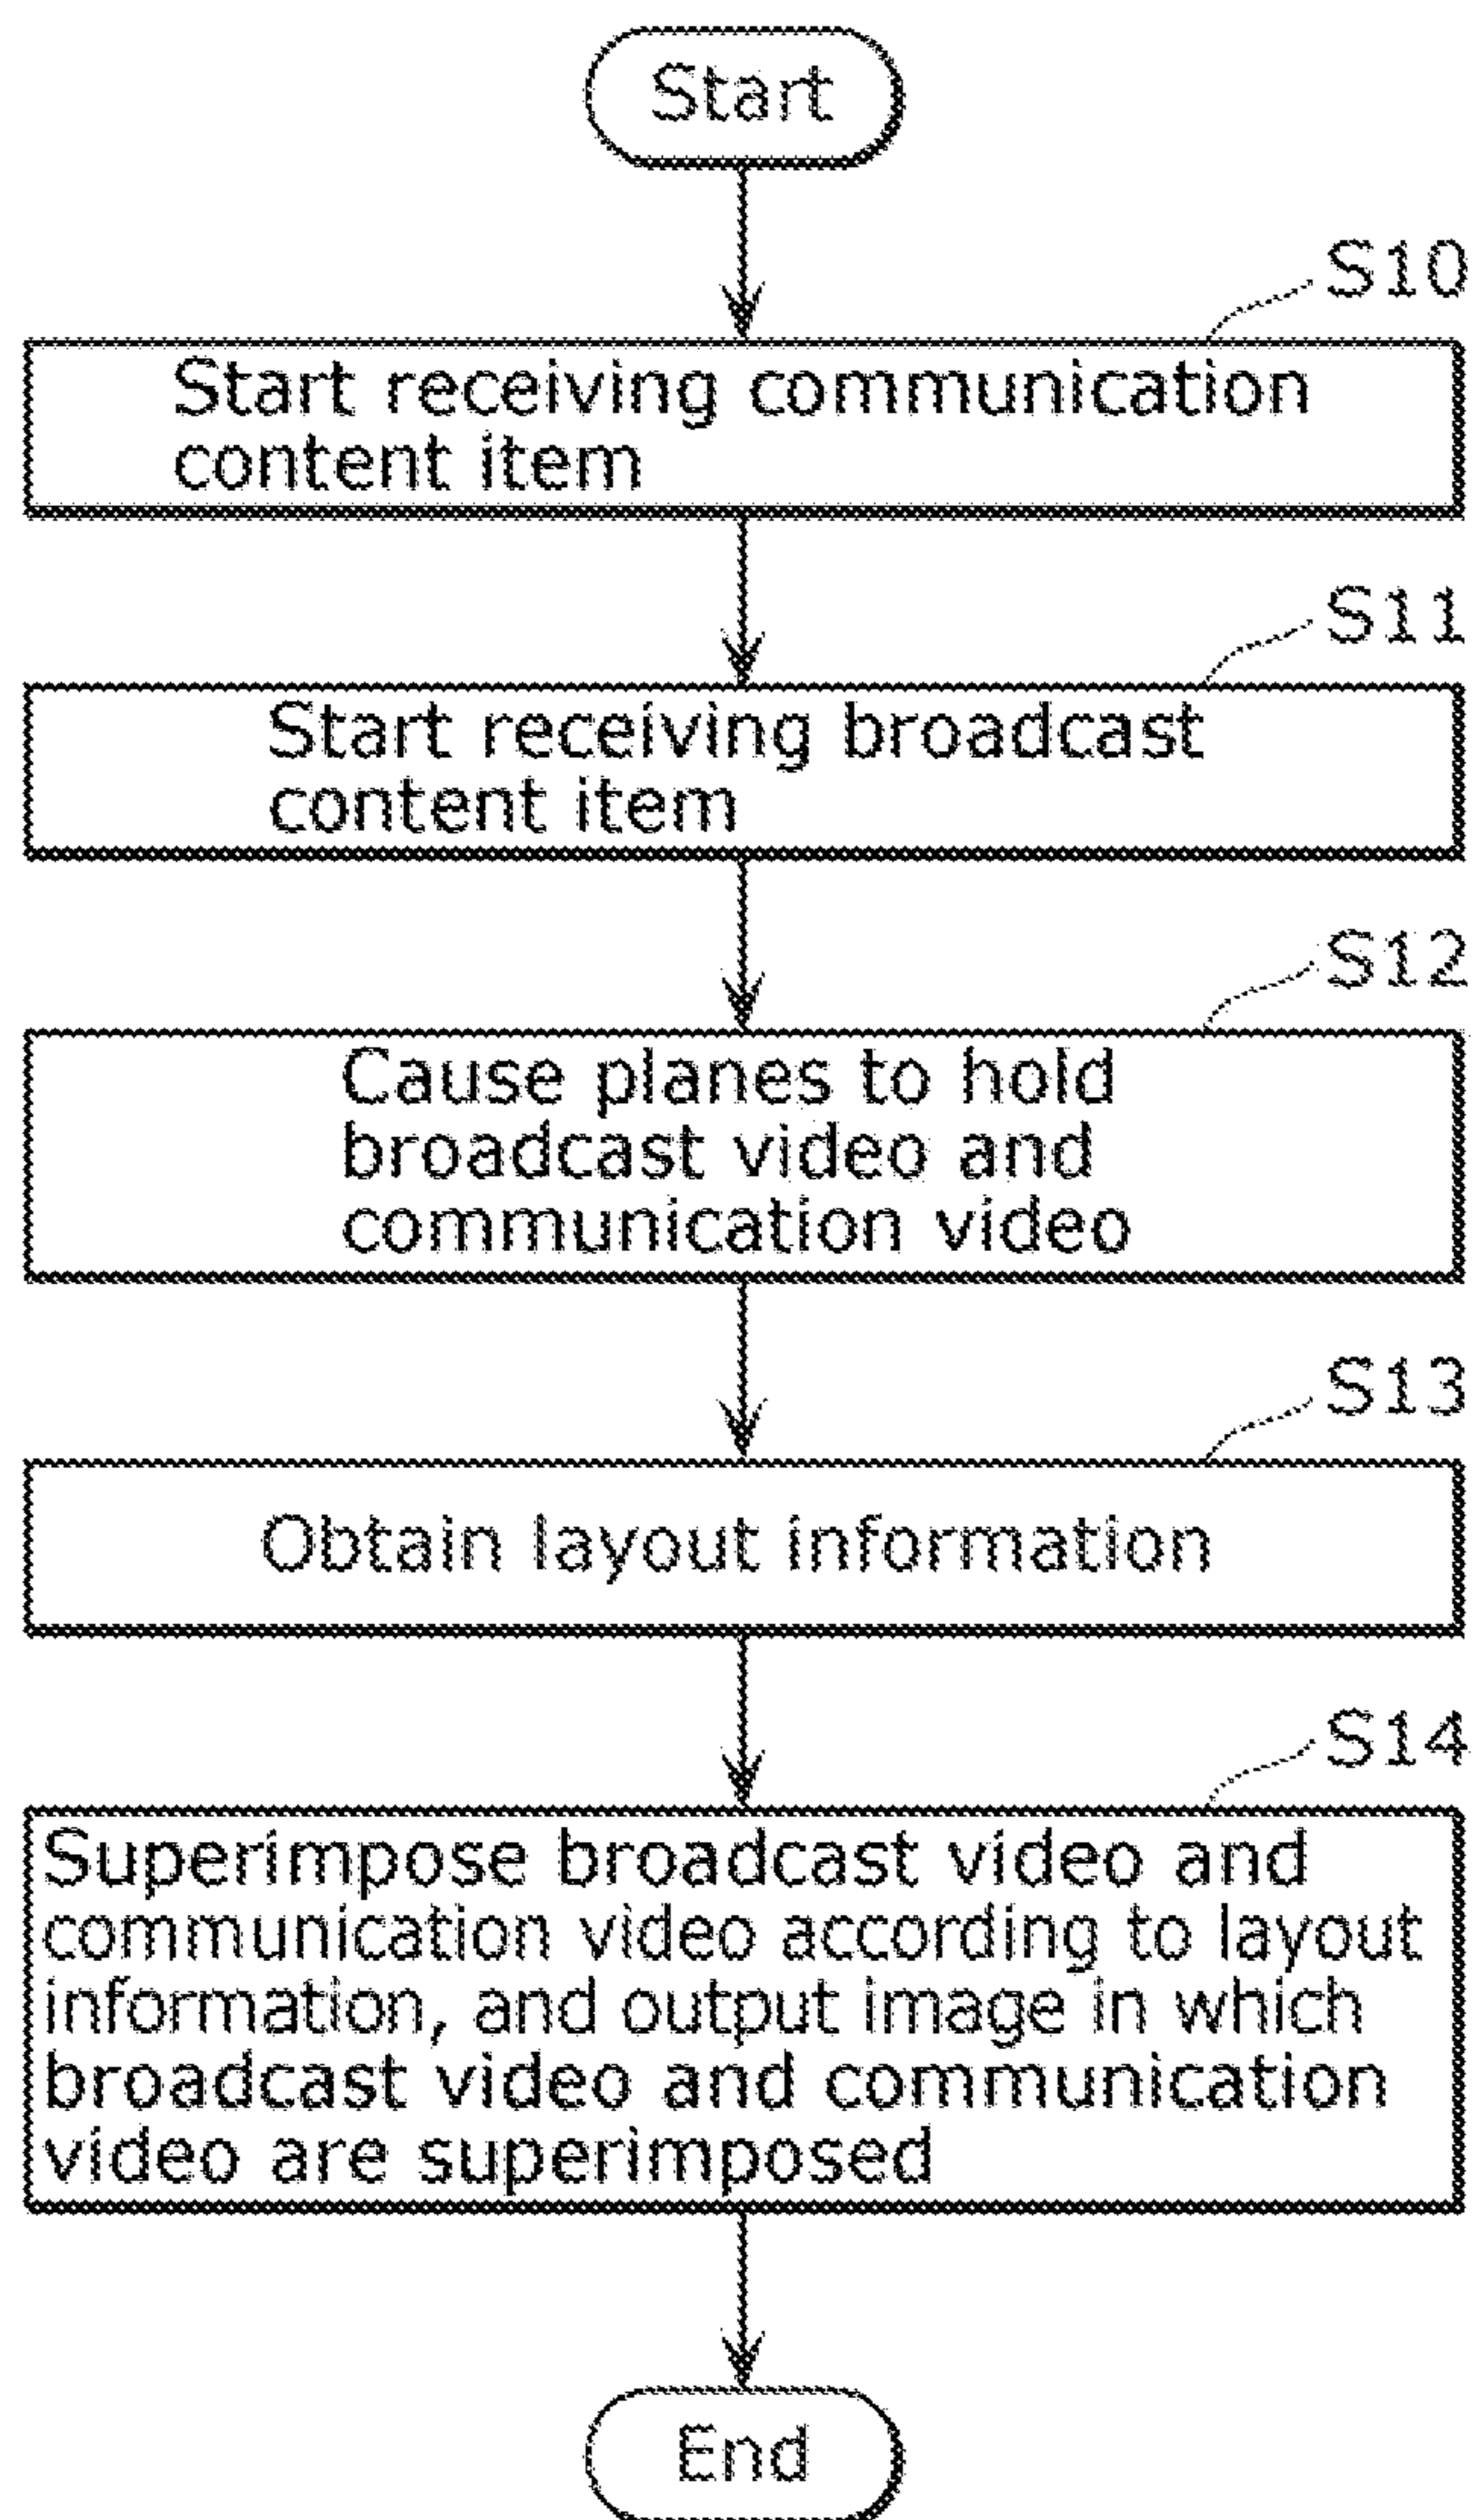 Start
S10
Start receiving communication
content item
S11
Start receiving broadcast
content item
S12
Cause planes to hold
broadcast video and
communication video
S13
Obtain layout information
S14
Superimpose broadcast video and
communication video according to layout
information, and output image in which
broadcast video and communication
video are superimposed
End